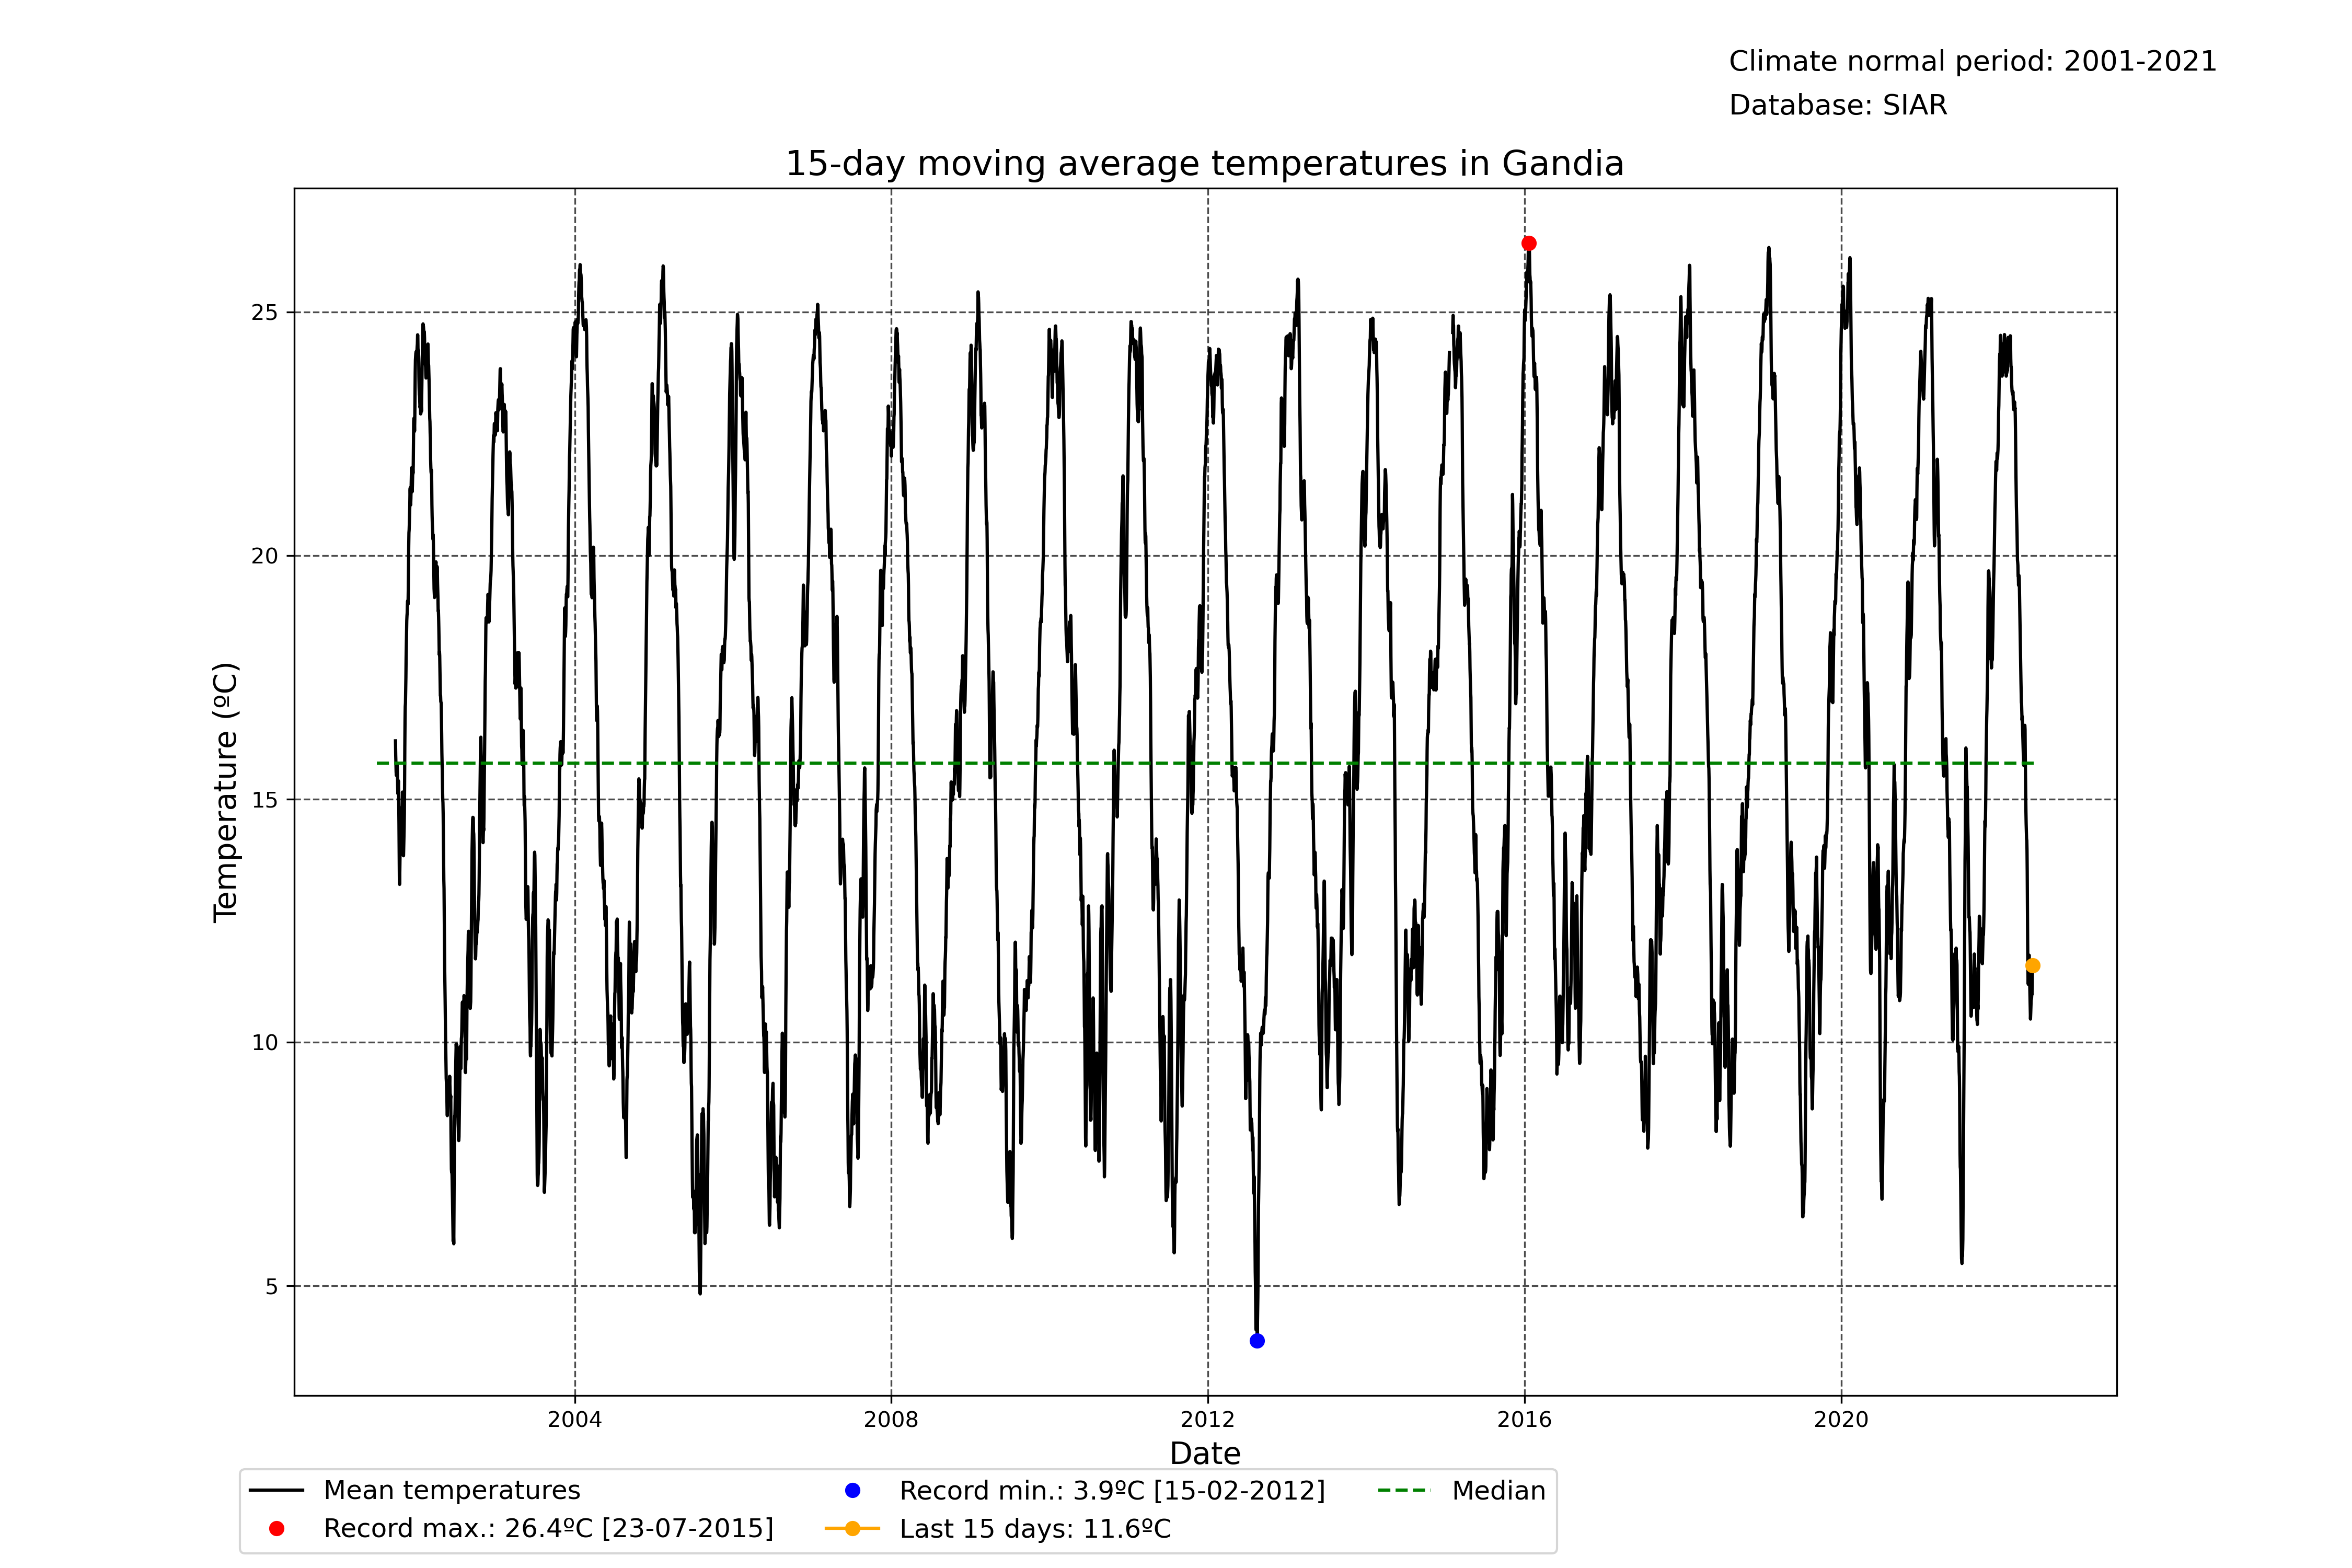 Climate normal period: 2001-2021
Database: SIAR
15-day moving average temperatures in Gandia
Temperature (ºC)
25
20
15
10
5
2004
2008
2012
2016
2020
Date
Mean temperatures
Record max.: 26.4ºC [23-07-2015]
Record min.: 3.9ºC [15-02-2012]
Last 15 days: 11.6ºC
Median